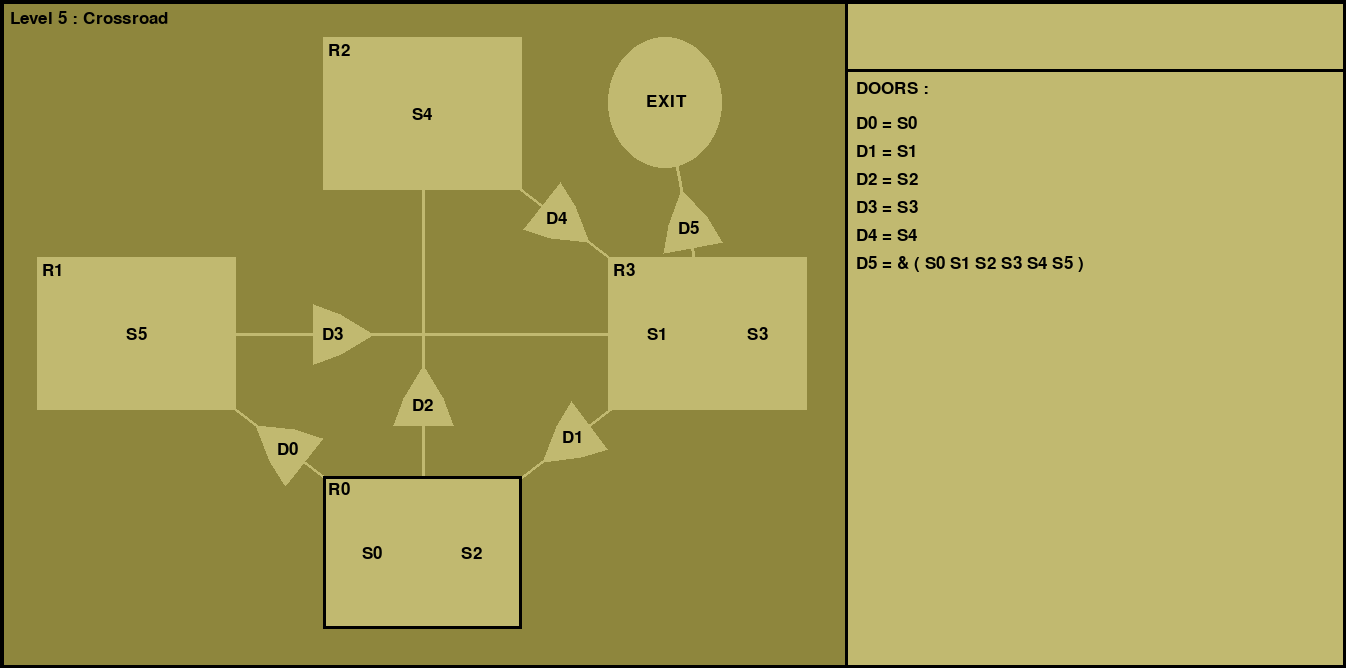 Level 5 : Crossroad
R2
S4
EXIT
D4
D5
R1
S5
R3
S1 S3
D3
D2
D0
D1
R0
S0 S2
DOORS :
D0 = S0
D1 = S1
D2 = S2
D3 = S3
D4 = S4
D5 = & ( S0 S1 S2 S3 S4 S5 )